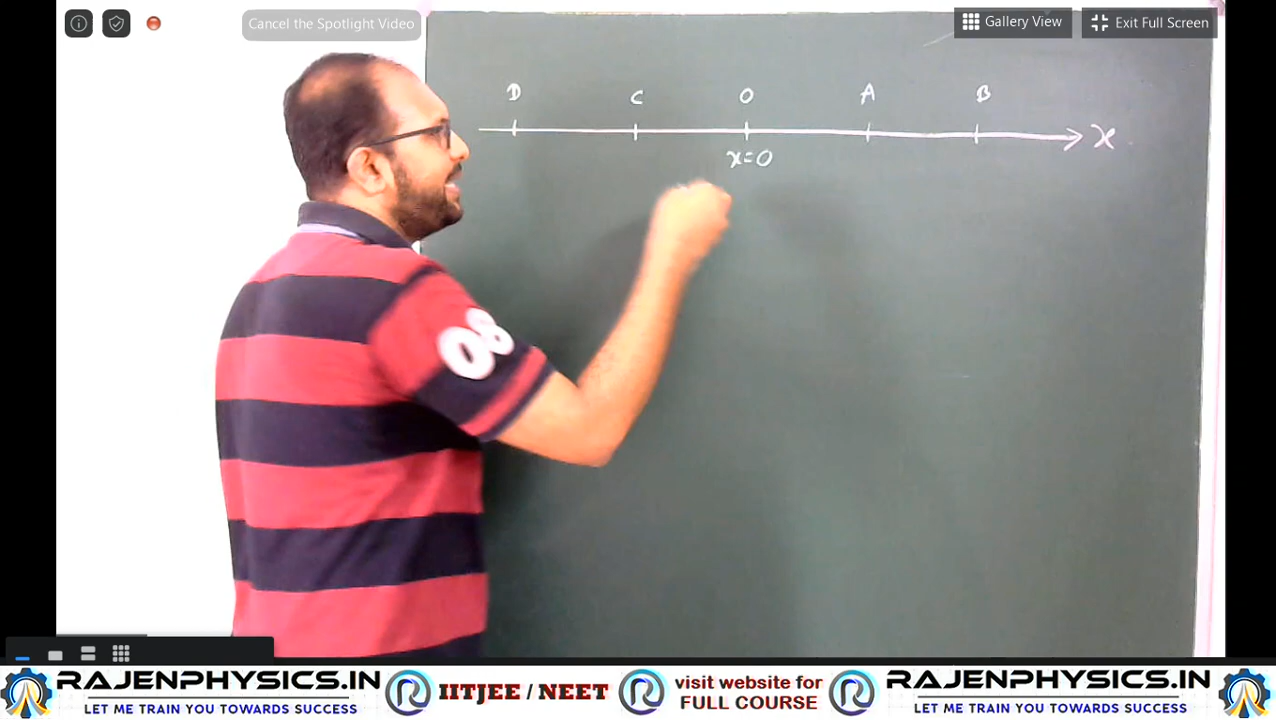 Cancel the Spotlight Video
Gallery View
Exit Full Screen
D C O A B
x
x=0
08
RAJENPHYSICS.IN
LET ME TRAIN YOU TOWARDS SUCCESS
IITJEE / NEET
visit website for
FULL COURSE
RAJENPHYSICS.IN
LET ME TRAIN YOU TOWARDS SUCCESS